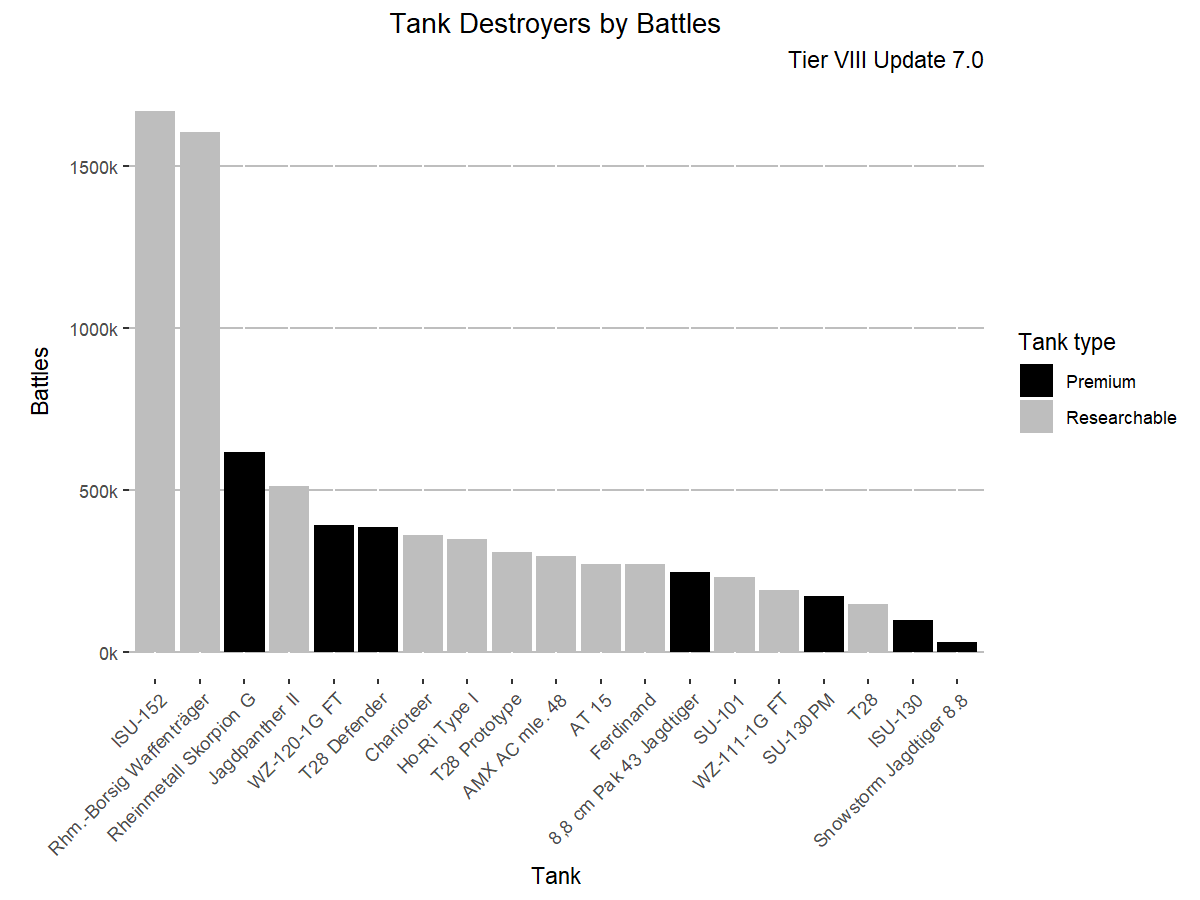 Tank Destroyers by Battles
Tier VIII Update 7.0
Battles
1500k
1000k
500k
0k
ISU-152
Rhm.-Borsig Waffenträger
Rheinmetall Skorpion G
Jagdpanther II
WZ-120-1G FT
T28 Defender
Charioteer
Ho-Ri Type I
T28 Prototype
AMX AC mle. 48
AT 15
Ferdinand
8,8 cm Pak 43 Jagdtiger
SU-101
WZ-111-1G FT
SU-130PM
T28
ISU-130
Snowstorm Jagdtiger 8.8
Tank
Tank type
Premium
Researchable